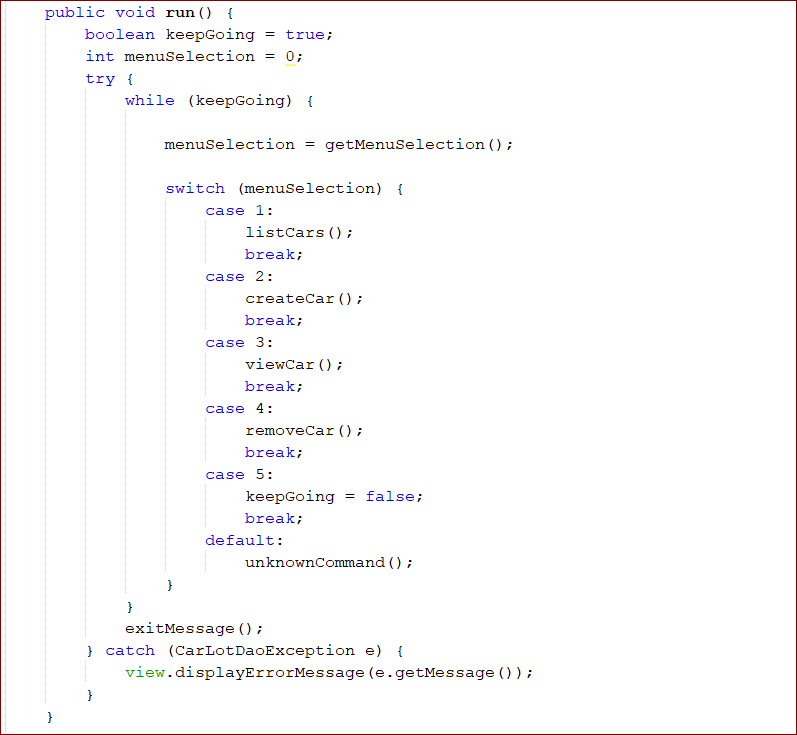 public void run() {
    boolean keepGoing = true;
    int menuSelection = 0;
    try {
        while (keepGoing) {

            menuSelection = getMenuSelection();

            switch (menuSelection) {
                case 1:
                    listCars();
                    break;
                case 2:
                    createCar();
                    break;
                case 3:
                    viewCar();
                    break;
                case 4:
                    removeCar();
                    break;
                case 5:
                    keepGoing = false;
                    break;
                default:
                    unknownCommand();
            }
        }
        exitMessage();
    } catch (CarLotDaoException e) {
        view.displayErrorMessage(e.getMessage());
    }
}